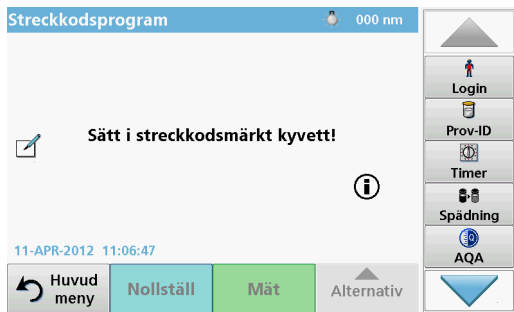 Streckkodsprogram 000 nm
Sätt i streckkodsmärkt kyvett!
11-APR-2012 11:06:47
Huvud
meny
Nollställ
Mät
Alternativ
Login
Prov-ID
Timer
Spädning
AQA